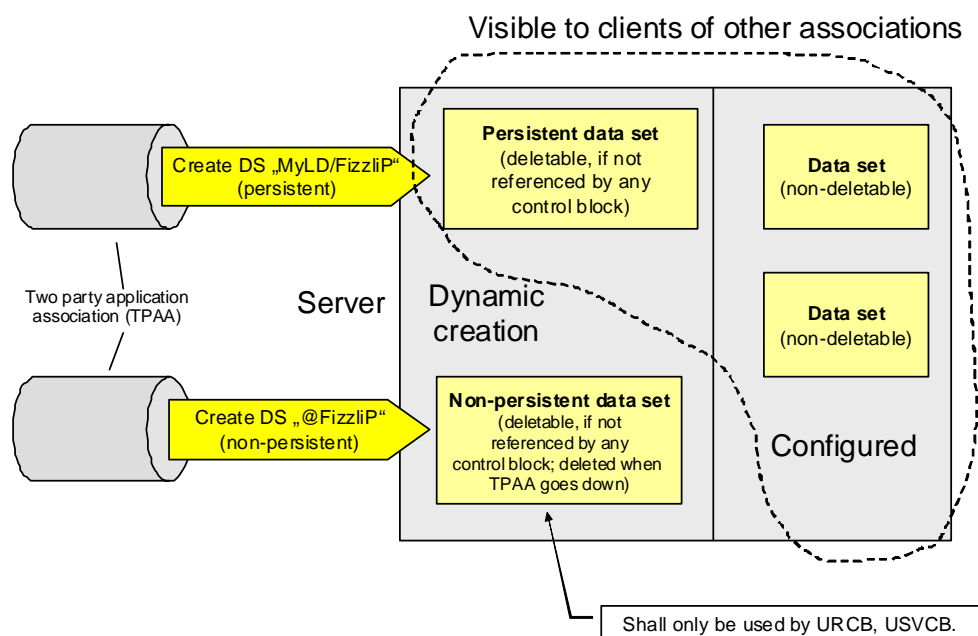 Visible to clients of other associations
Create DS „MyLD/FizzliP“
(persistent)
Persistent data set
(deletable, if not
referenced by any
control block)
Data set
(non-deletable)
Two party application
association (TPAA)
Server
Dynamic
creation
Data set
(non-deletable)
Create DS „@FizzliP“
(non-persistent)
Non-persistent data set
(deletable, if not
referenced by any
control block; deleted when
TPAA goes down)
Configured
Shall only be used by URCB, USVCB.